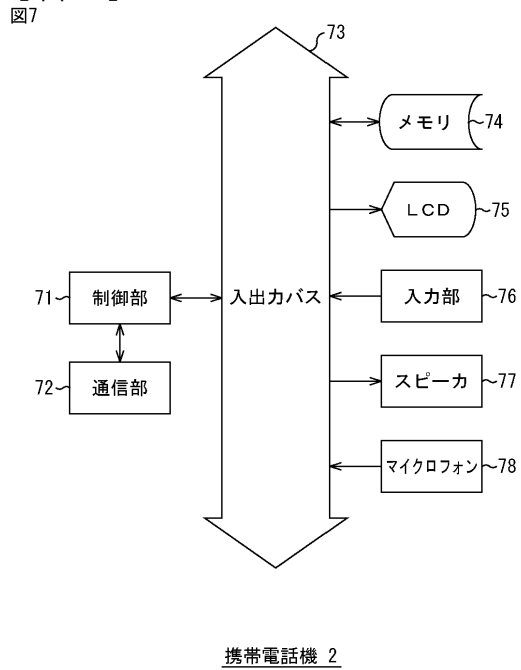 図7
73
メモリ 74
LCD 75
71 制御部
入出力バス
入力部 76
72 通信部
スピーカ 77
マイクロフォン 78
携帯電話機 2